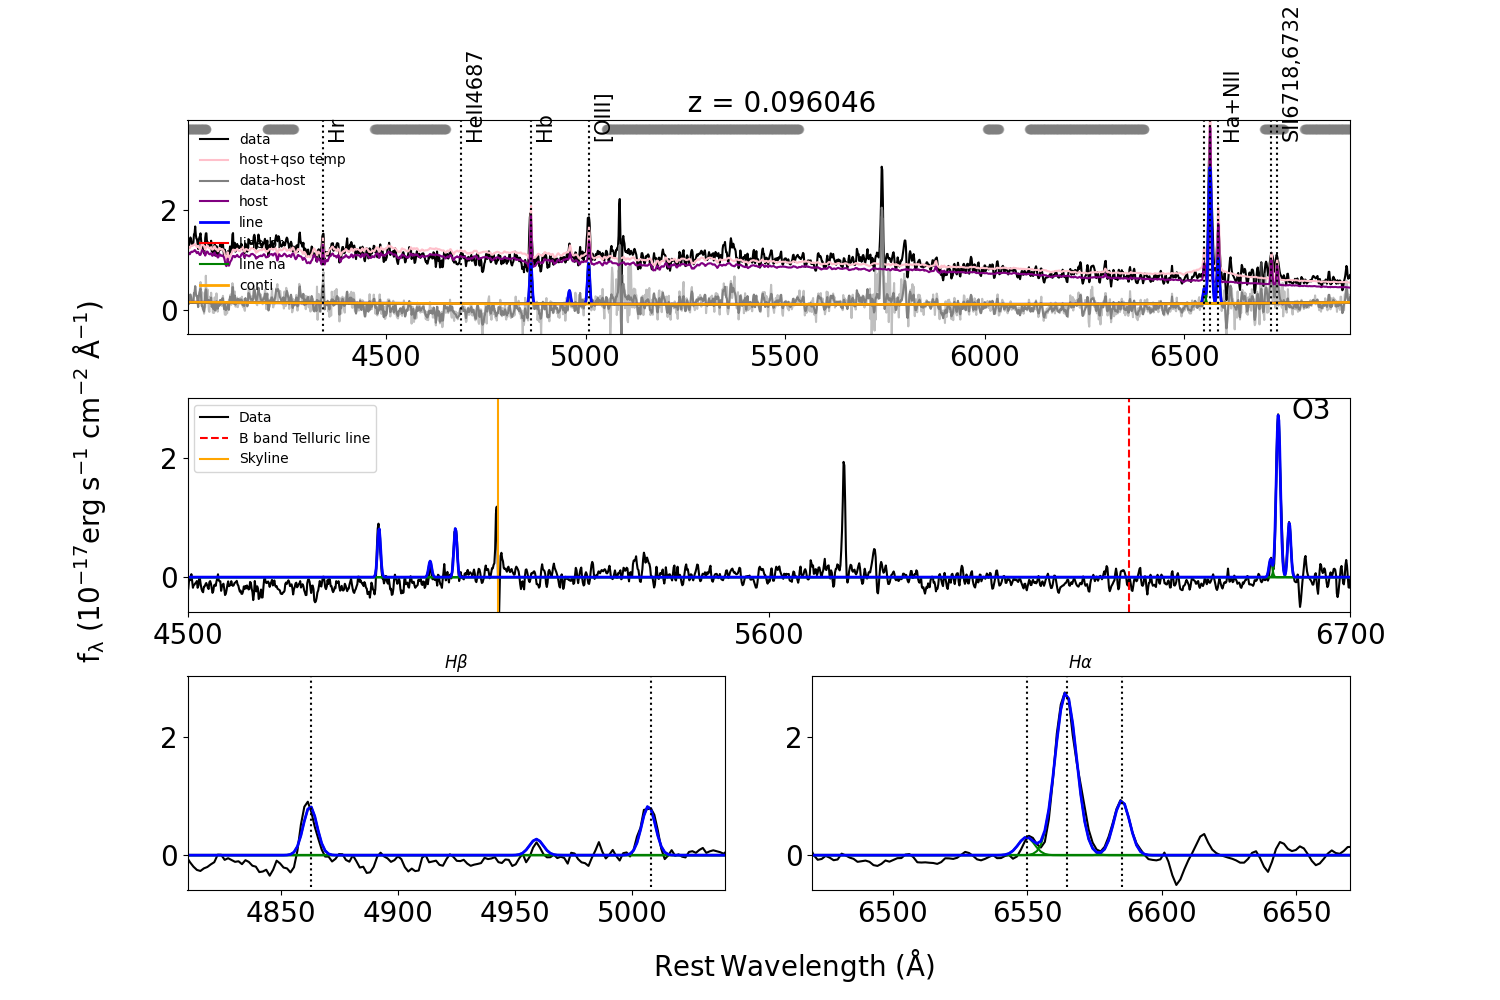 z = 0.096046
Hr
HeII4687
Hb
[OIII]
Ha+NII
SII6718,6732
data
host+qso temp
data-host
host
line
line na
conti
2
0
4500
5000
5500
6000
6500
Data
B band Telluric line
Skyline
O3
2
0
4500
5600
6700
fλ (10⁻¹⁷erg s⁻¹ cm⁻² Å⁻¹)
Hβ
2
0
4850
4900
4950
5000
Hα
2
0
6500
6550
6600
6650
Rest Wavelength (Å)